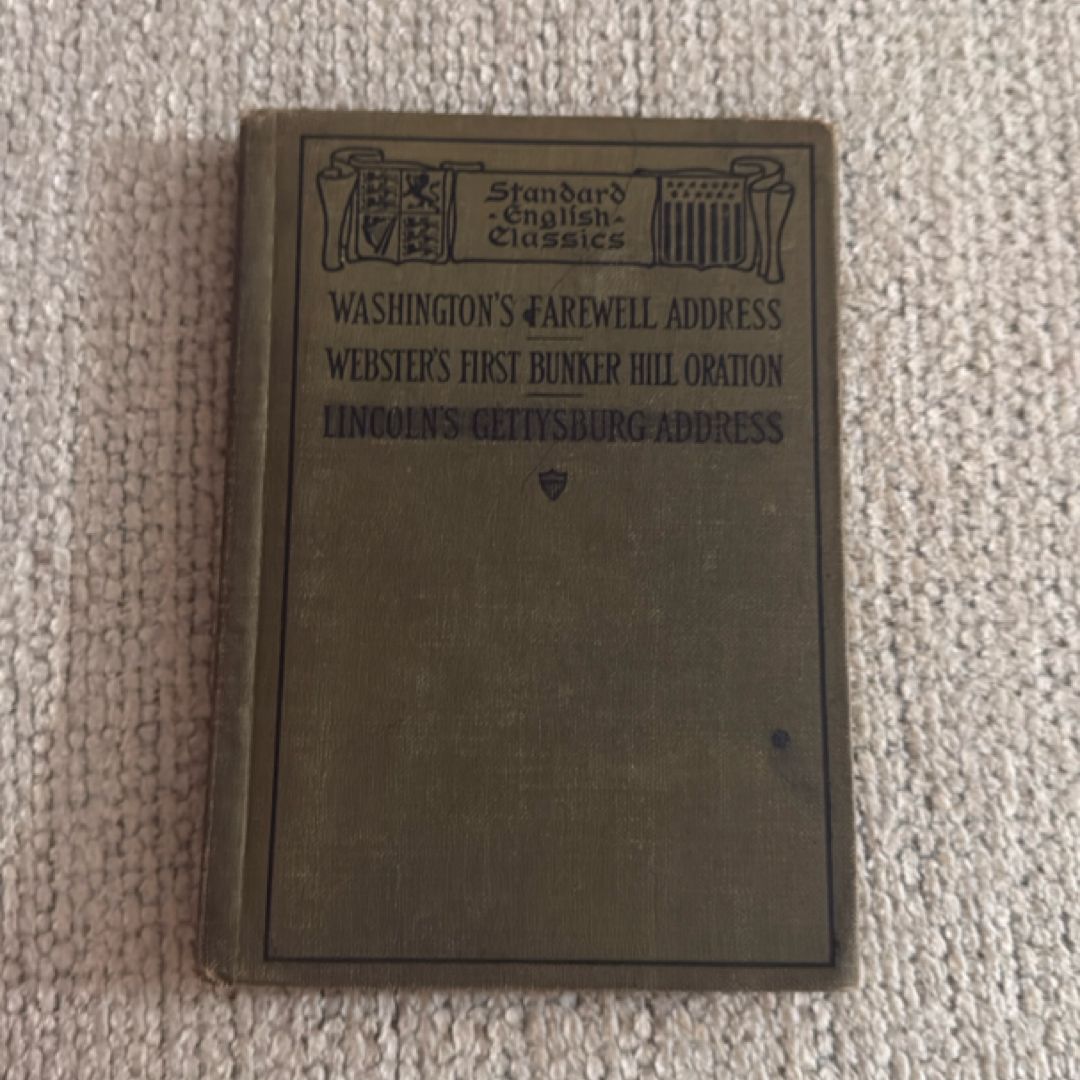 Standard
-English-
Classics
WASHINGTON'S FAREWELL ADDRESS
WEBSTER'S FIRST BUNKER HILL ORATION
LINCOLN'S GETTYSBURG ADDRESS